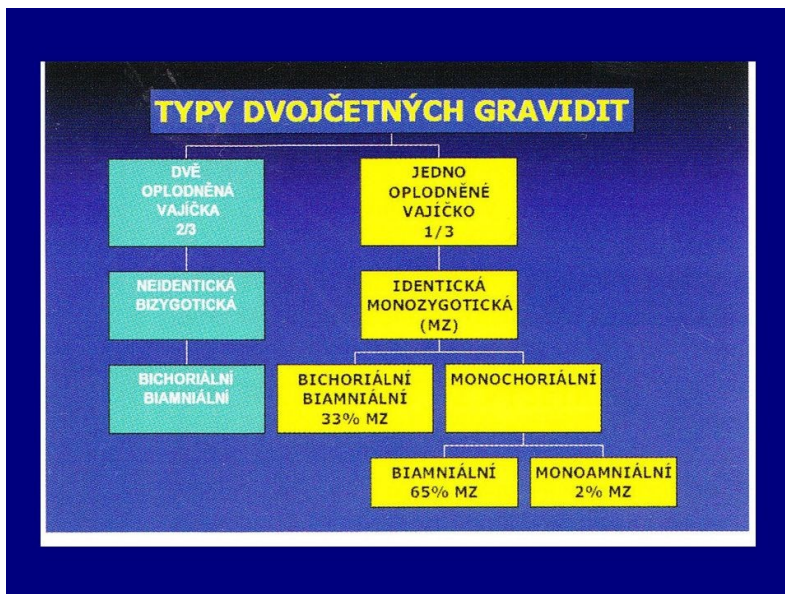 TYPY DVOJČETNÝCH GRAVIDIT
DVĚ
OPLODNĚNÁ
VAJÍČKA
2/3
JEDNO
OPLODNĚNÉ
VAJÍČKO
1/3
NEIDENTICKÁ
BIZYGOTICKÁ
IDENTICKÁ
MONOZYGOTICKÁ
(MZ)
BICHORIÁLNÍ
BIAMNIÁLNÍ
BICHORIÁLNÍ
BIAMNIÁLNÍ
33% MZ
MONOCHORIÁLNÍ
BIAMNIÁLNÍ
65% MZ
MONOAMNIÁLNÍ
2% MZ